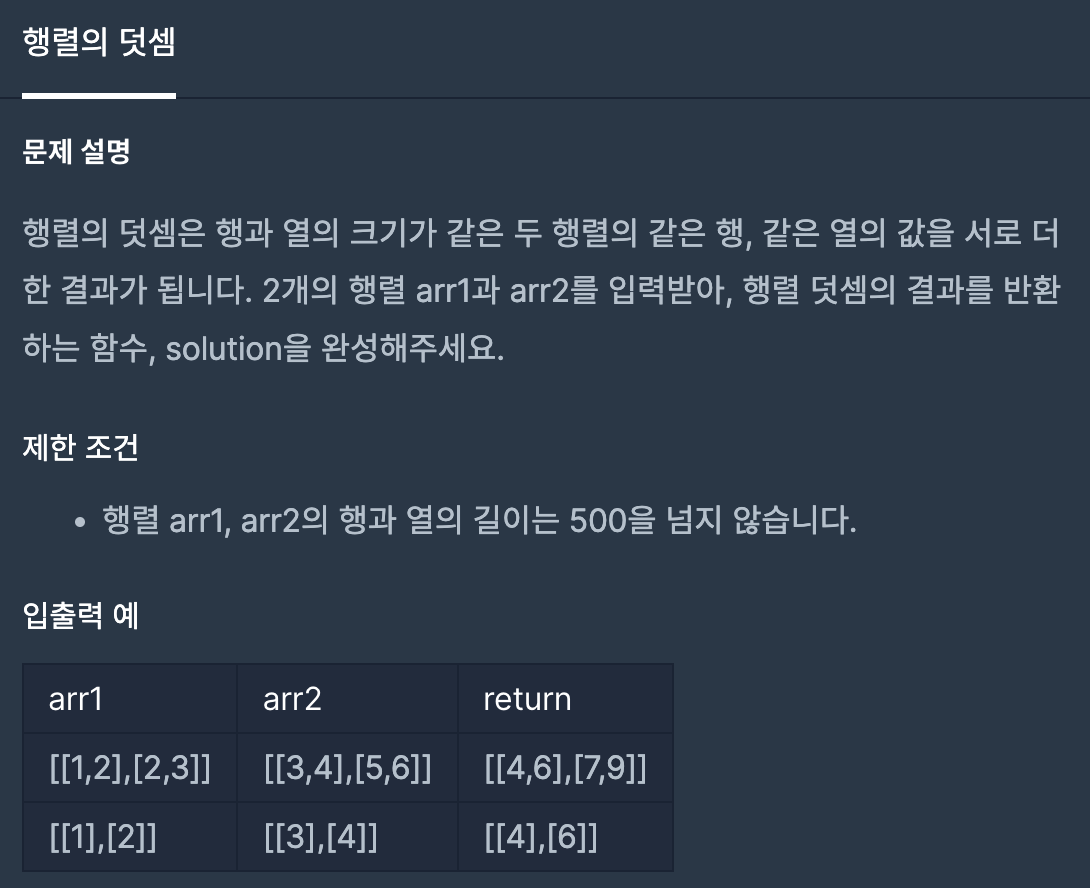 행렬의 덧셈
문제 설명
행렬의 덧셈은 행과 열의 크기가 같은 두 행렬의 같은 행, 같은 열의 값을 서로 더
한 결과가 됩니다. 2개의 행렬 arr1과 arr2를 입력받아, 행렬 덧셈의 결과를 반환
하는 함수, solution을 완성해주세요.
제한 조건
• 행렬 arr1, arr2의 행과 열의 길이는 500을 넘지 않습니다.
입출력 예
arr1 arr2 return
[[1,2],[2,3]] [[3,4],[5,6]] [[4,6],[7,9]]
[[1],[2]] [[3],[4]] [[4],[6]]